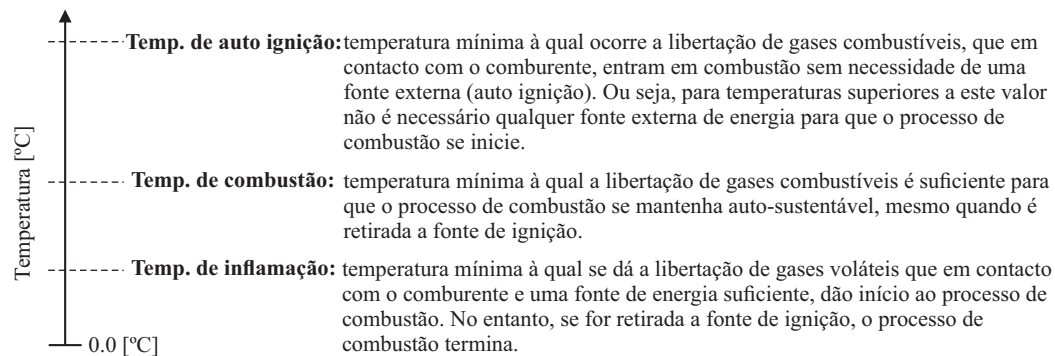 Temp. de auto ignição: temperatura mínima à qual ocorre a libertação de gases combustíveis, que em
contacto com o comburente, entram em combustão sem necessidade de uma
fonte externa (auto ignição). Ou seja, para temperaturas superiores a este valor
não é necessário qualquer fonte externa de energia para que o processo de
combustão se inicie.
Temp. de combustão: temperatura mínima à qual a libertação de gases combustíveis é suficiente para
que o processo de combustão se mantenha auto-sustentável, mesmo quando é
retirada a fonte de ignição.
Temp. de inflamação: temperatura mínima à qual se dá a libertação de gases voláteis que em contacto
com o comburente e uma fonte de energia suficiente, dão início ao processo de
combustão. No entanto, se for retirada a fonte de ignição, o processo de
combustão termina.
0.0 [ºC]
Temperatura [ºC]